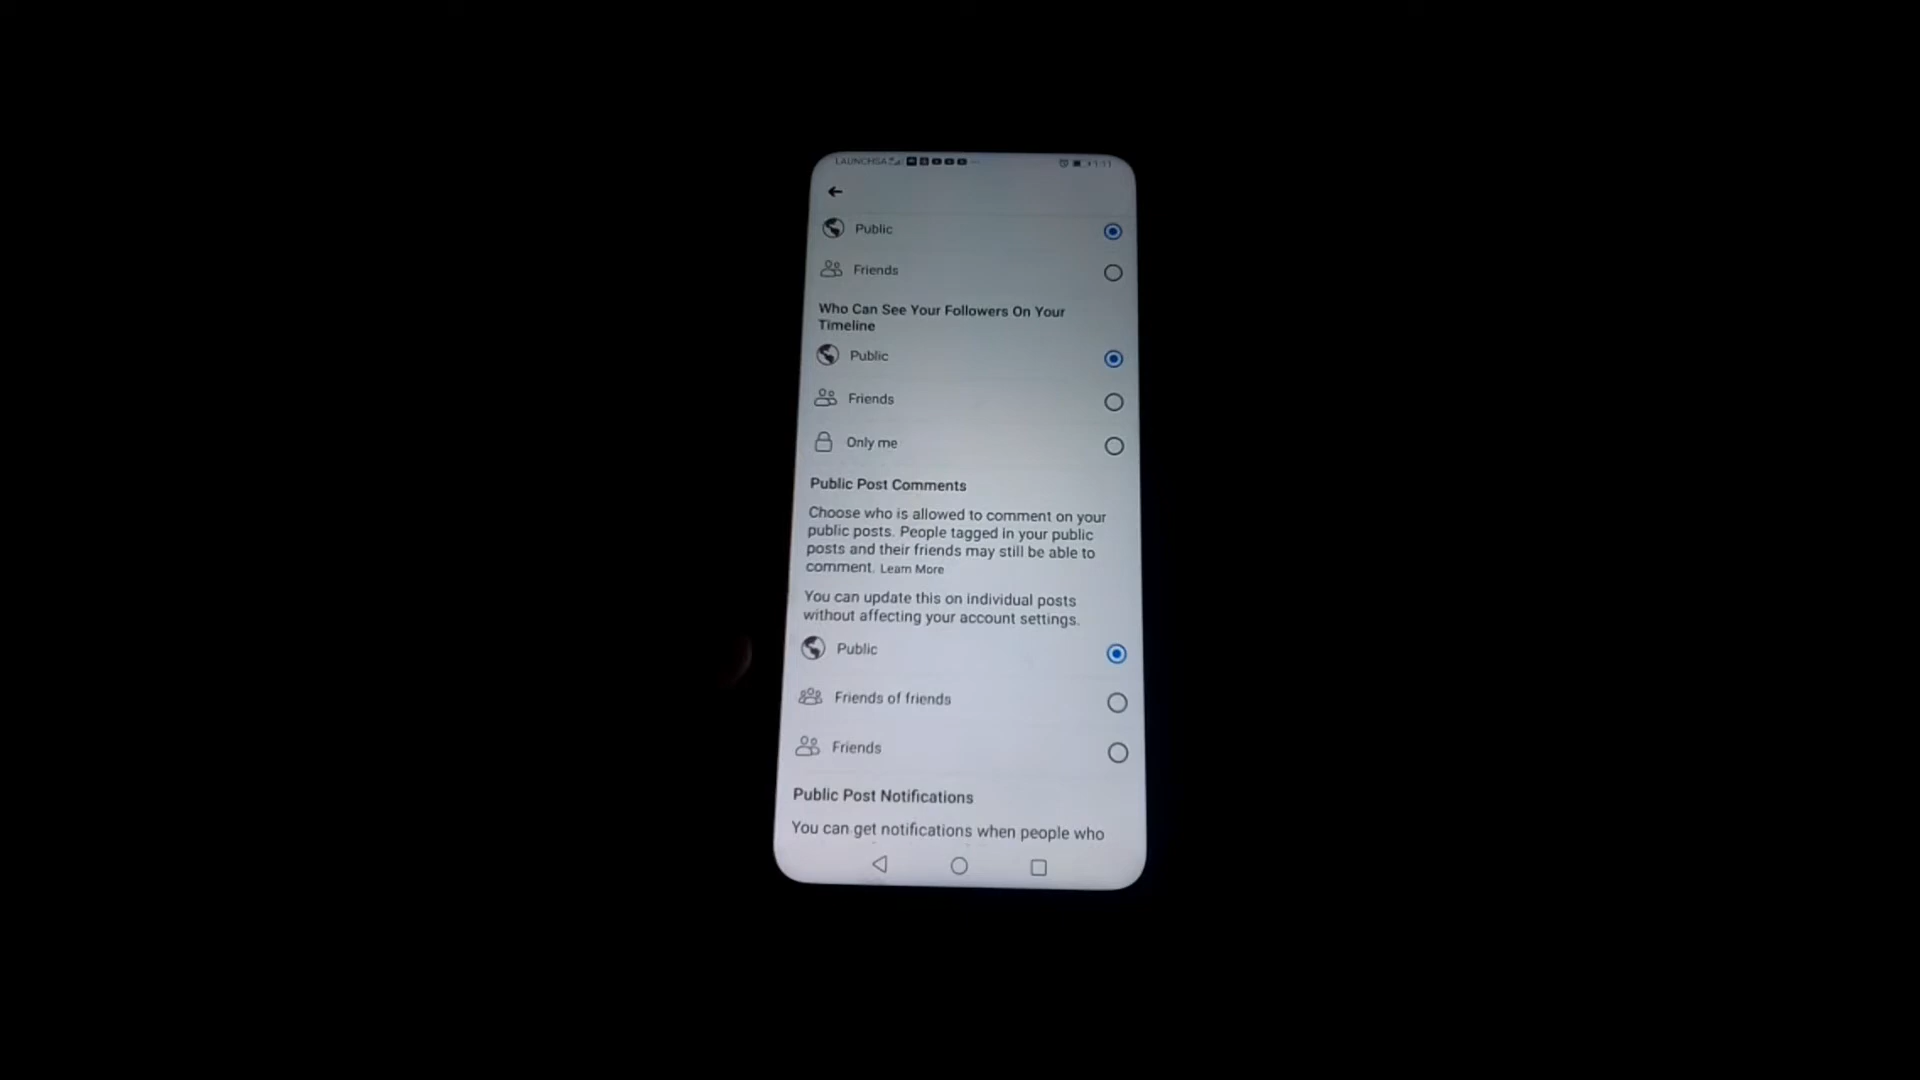 Public
Friends
Who Can See Your Followers On Your
Timeline
Public
Friends
Only me
Public Post Comments
Choose who is allowed to comment on your
public posts. People tagged in your public
posts and their friends may still be able to
comment. Learn More
You can update this on individual posts
without affecting your account settings.
Public
Friends of friends
Friends
Public Post Notifications
You can get notifications when people who